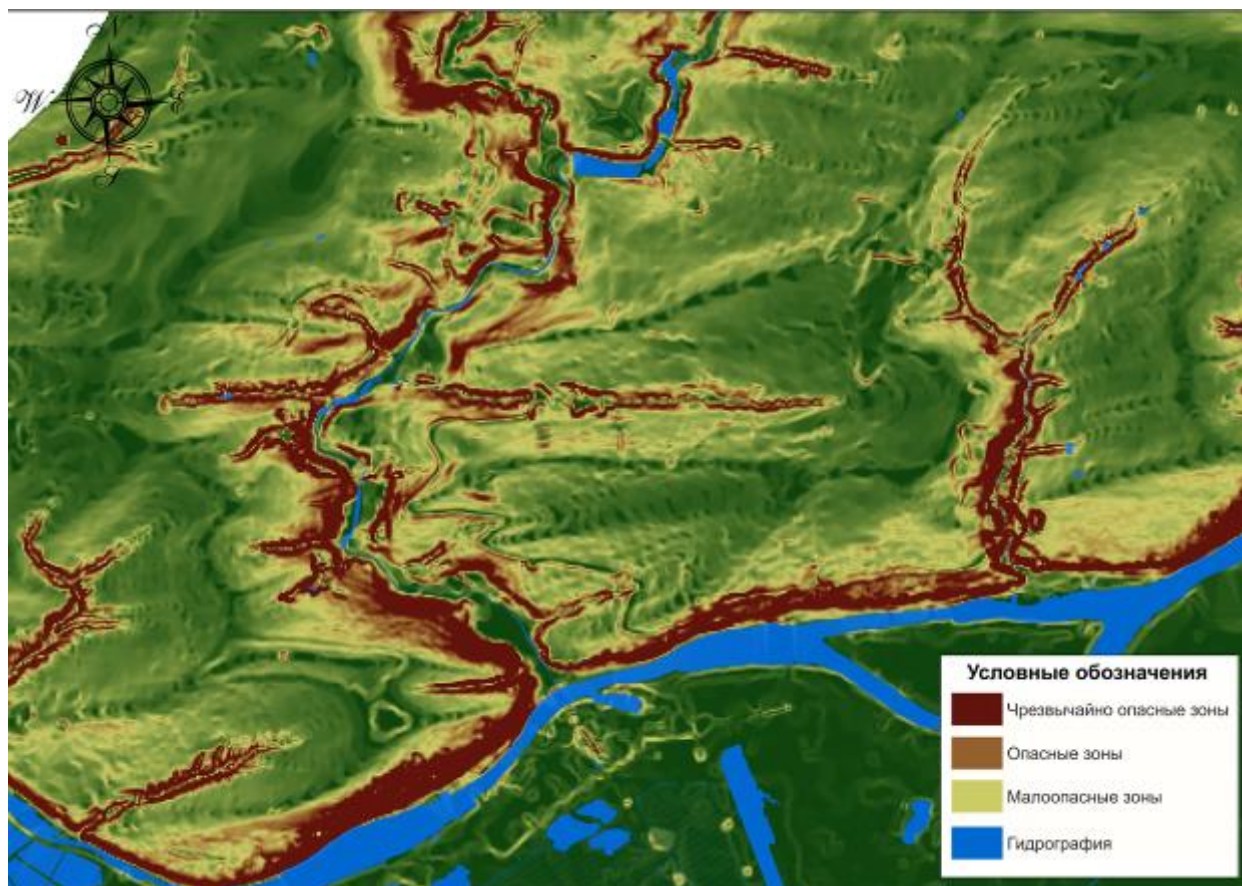 Условные обозначения
Чрезвычайно опасные зоны
Опасные зоны
Малоопасные зоны
Гидрография